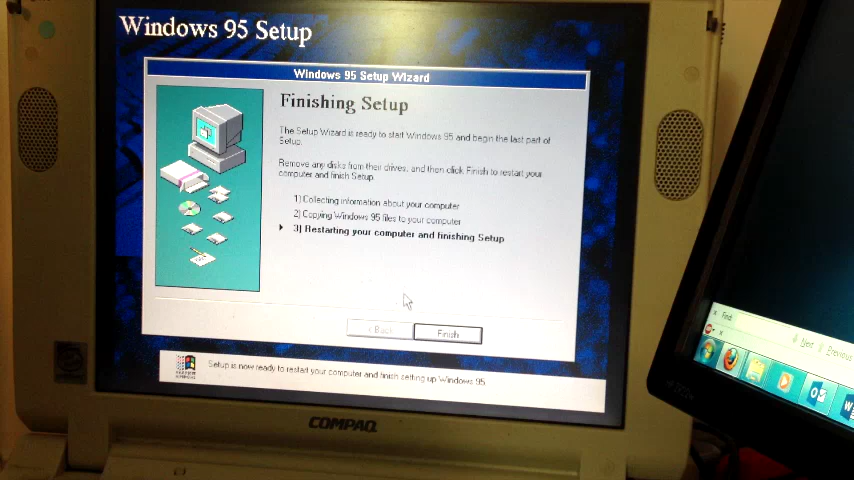 Windows 95 Setup
Windows 95 Setup Wizard
Finishing Setup
The Setup Wizard is ready to start Windows 95 and begin the last part of
Setup.
Remove any disks from their drives, and then click Finish to restart your
computer and finish Setup.
1) Collecting information about your computer
2) Copying Windows 95 files to your computer
3) Restarting your computer and finishing Setup
< Back
Finish
Setup is now ready to restart your computer and finish setting up Windows 95.
COMPAQ
× Find:
Next
Previous